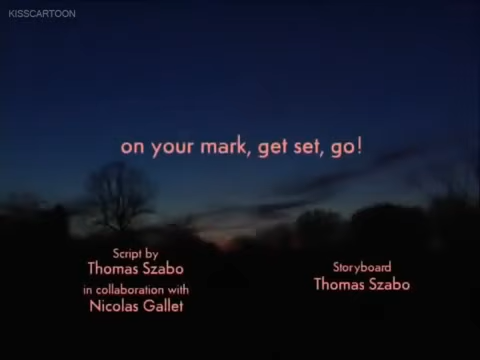 KISSCARTOON
on your mark, get set, go!
Script by
Thomas Szabo
in collaboration with
Nicolas Gallet
Storyboard
Thomas Szabo